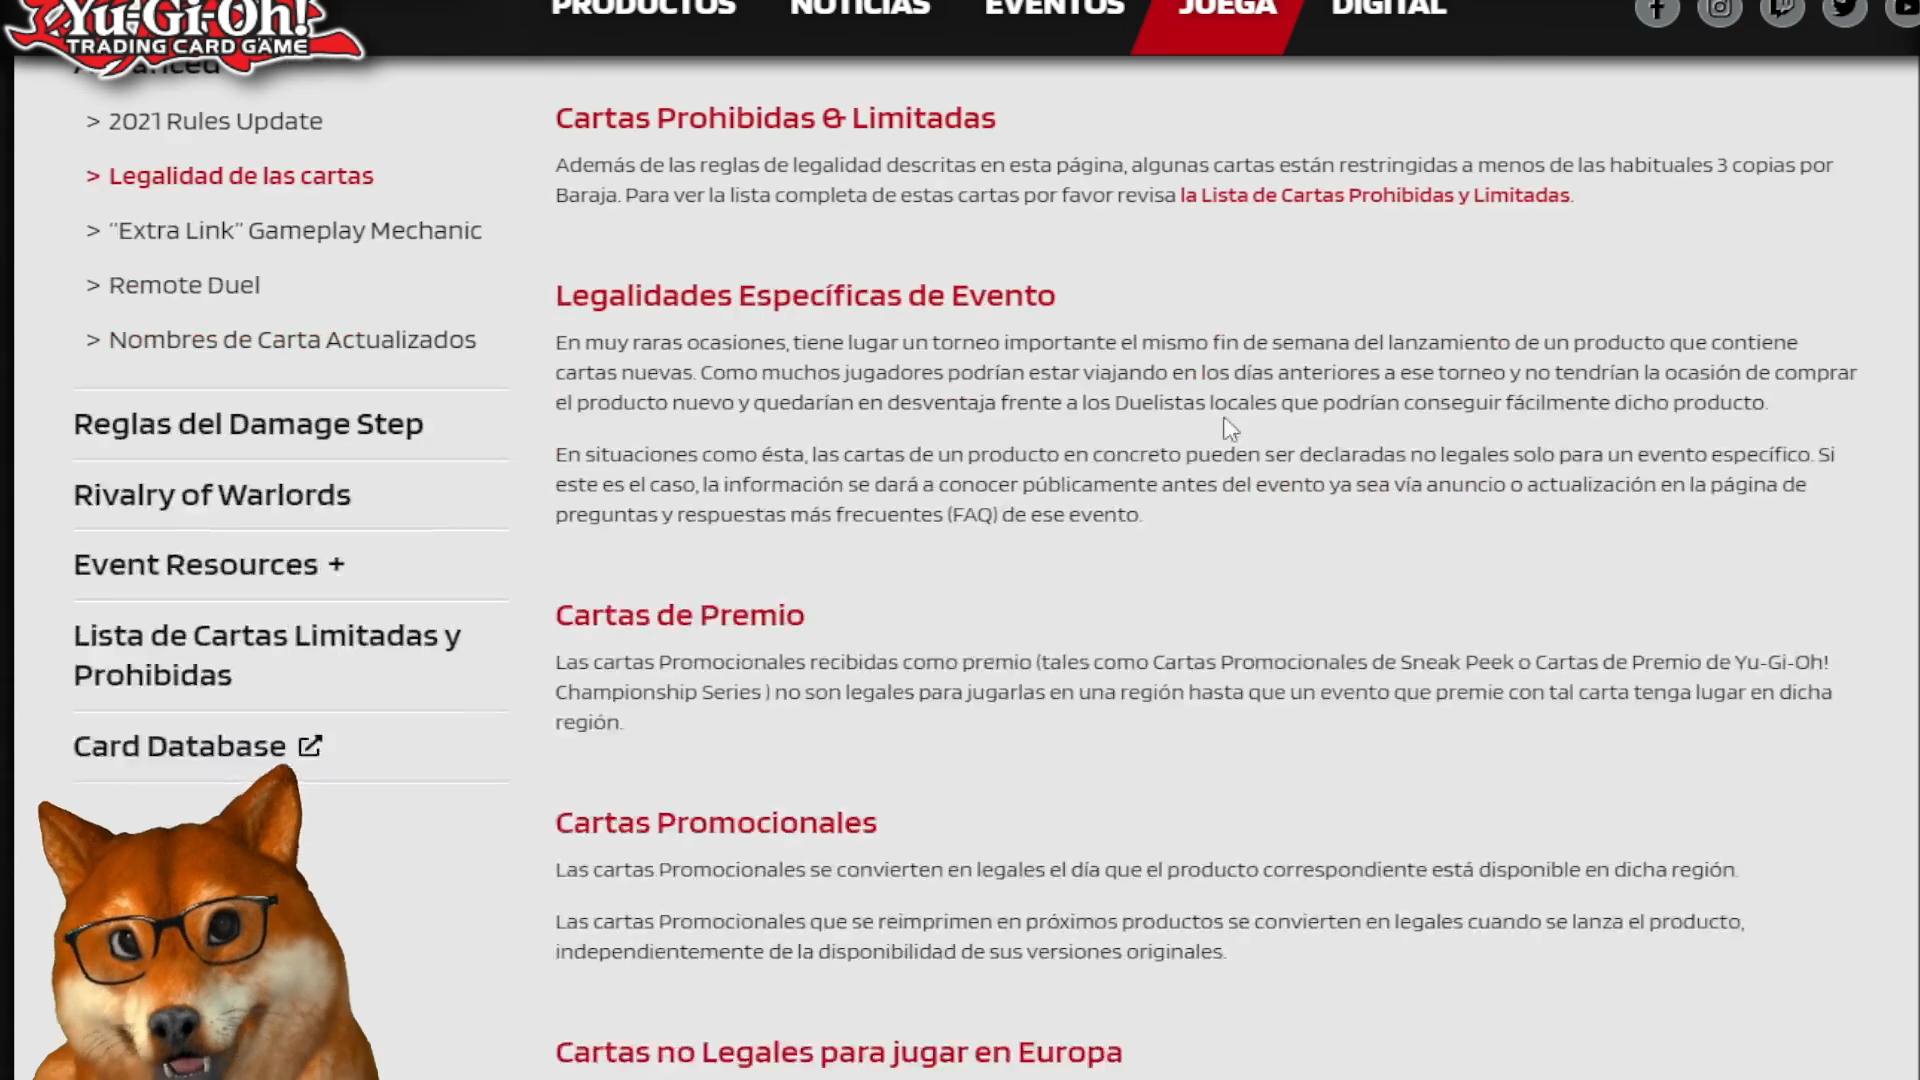 Yu-Gi-Oh!
TRADING CARD GAME
PRODUCTOS
NOTICIAS
EVENTOS
JUEGA
DIGITAL
Advanced
> 2021 Rules Update
> Legalidad de las cartas
> "Extra Link" Gameplay Mechanic
> Remote Duel
> Nombres de Carta Actualizados
Reglas del Damage Step
Rivalry of Warlords
Event Resources +
Lista de Cartas Limitadas y
Prohibidas
Card Database
Cartas Prohibidas & Limitadas
Además de las reglas de legalidad descritas en esta página, algunas cartas están restringidas a menos de las habituales 3 copias por
Baraja. Para ver la lista completa de estas cartas por favor revisa la Lista de Cartas Prohibidas y Limitadas.
Legalidades Específicas de Evento
En muy raras ocasiones, tiene lugar un torneo importante el mismo fin de semana del lanzamiento de un producto que contiene
cartas nuevas. Como muchos jugadores podrían estar viajando en los días anteriores a ese torneo y no tendrían la ocasión de comprar
el producto nuevo y quedarían en desventaja frente a los Duelistas locales que podrían conseguir fácilmente dicho producto.
En situaciones como ésta, las cartas de un producto en concreto pueden ser declaradas no legales solo para un evento específico. Si
este es el caso, la información se dará a conocer públicamente antes del evento ya sea vía anuncio o actualización en la página de
preguntas y respuestas más frecuentes (FAQ) de ese evento.
Cartas de Premio
Las cartas Promocionales recibidas como premio (tales como Cartas Promocionales de Sneak Peek o Cartas de Premio de Yu-Gi-Oh!
Championship Series ) no son legales para jugarlas en una región hasta que un evento que premie con tal carta tenga lugar en dicha
región.
Cartas Promocionales
Las cartas Promocionales se convierten en legales el día que el producto correspondiente está disponible en dicha región.
Las cartas Promocionales que se reimprimen en próximos productos se convierten en legales cuando se lanza el producto,
independientemente de la disponibilidad de sus versiones originales.
Cartas no Legales para jugar en Europa